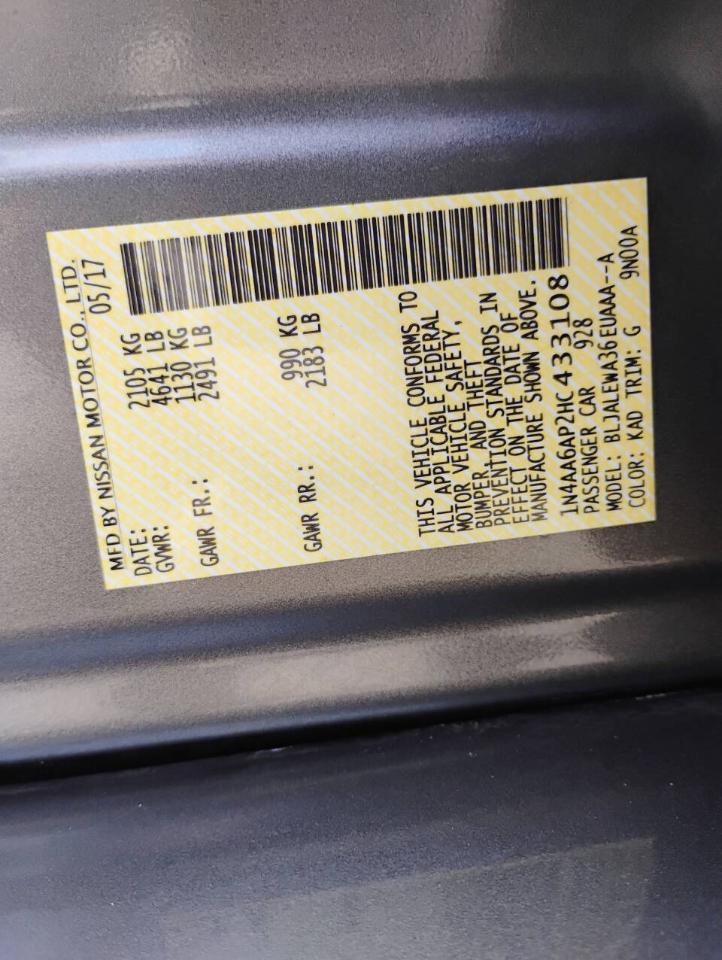 MFD BY NISSAN MOTOR CO., LTD.
DATE: 05/17
GVWR: 2105 KG
4641 LB
GAWR FR.: 1130 KG
2491 LB
GAWR RR.: 990 KG
2183 LB
THIS VEHICLE CONFORMS TO
ALL APPLICABLE FEDERAL
MOTOR VEHICLE SAFETY,
BUMPER, AND THEFT
PREVENTION STANDARDS IN
EFFECT ON THE DATE OF
MANUFACTURE SHOWN ABOVE.
1N4AA6AP2HC433108
PASSENGER CAR 928
MODEL: BLJALEWA36EUAAA--A
COLOR: KAD TRIM: G 9N00A